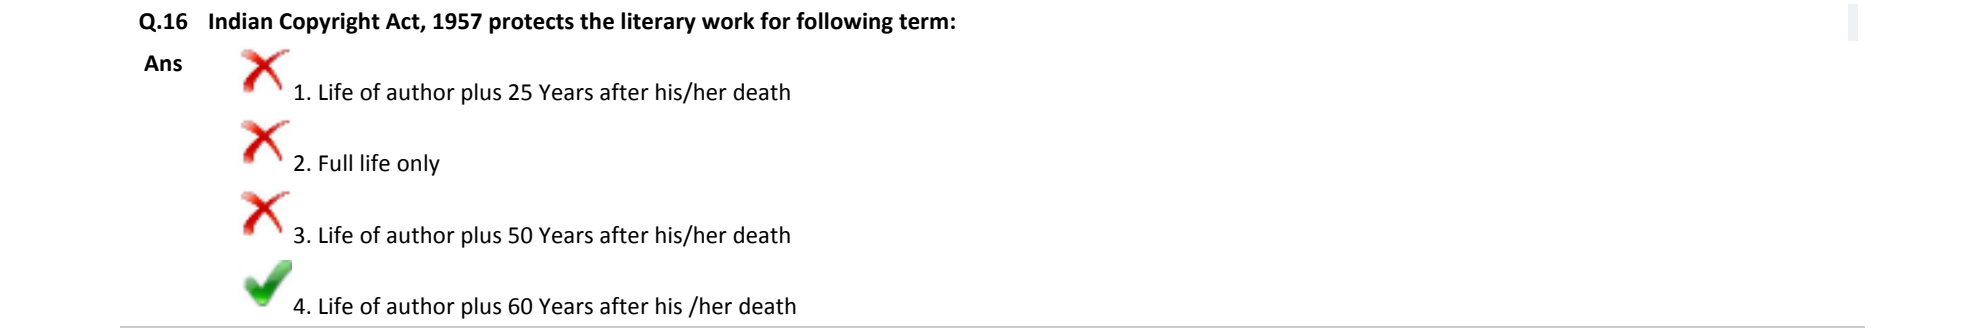 Q.16 Indian Copyright Act, 1957 protects the literary work for following term:
Ans
1. Life of author plus 25 Years after his/her death
2. Full life only
3. Life of author plus 50 Years after his/her death
4. Life of author plus 60 Years after his /her death